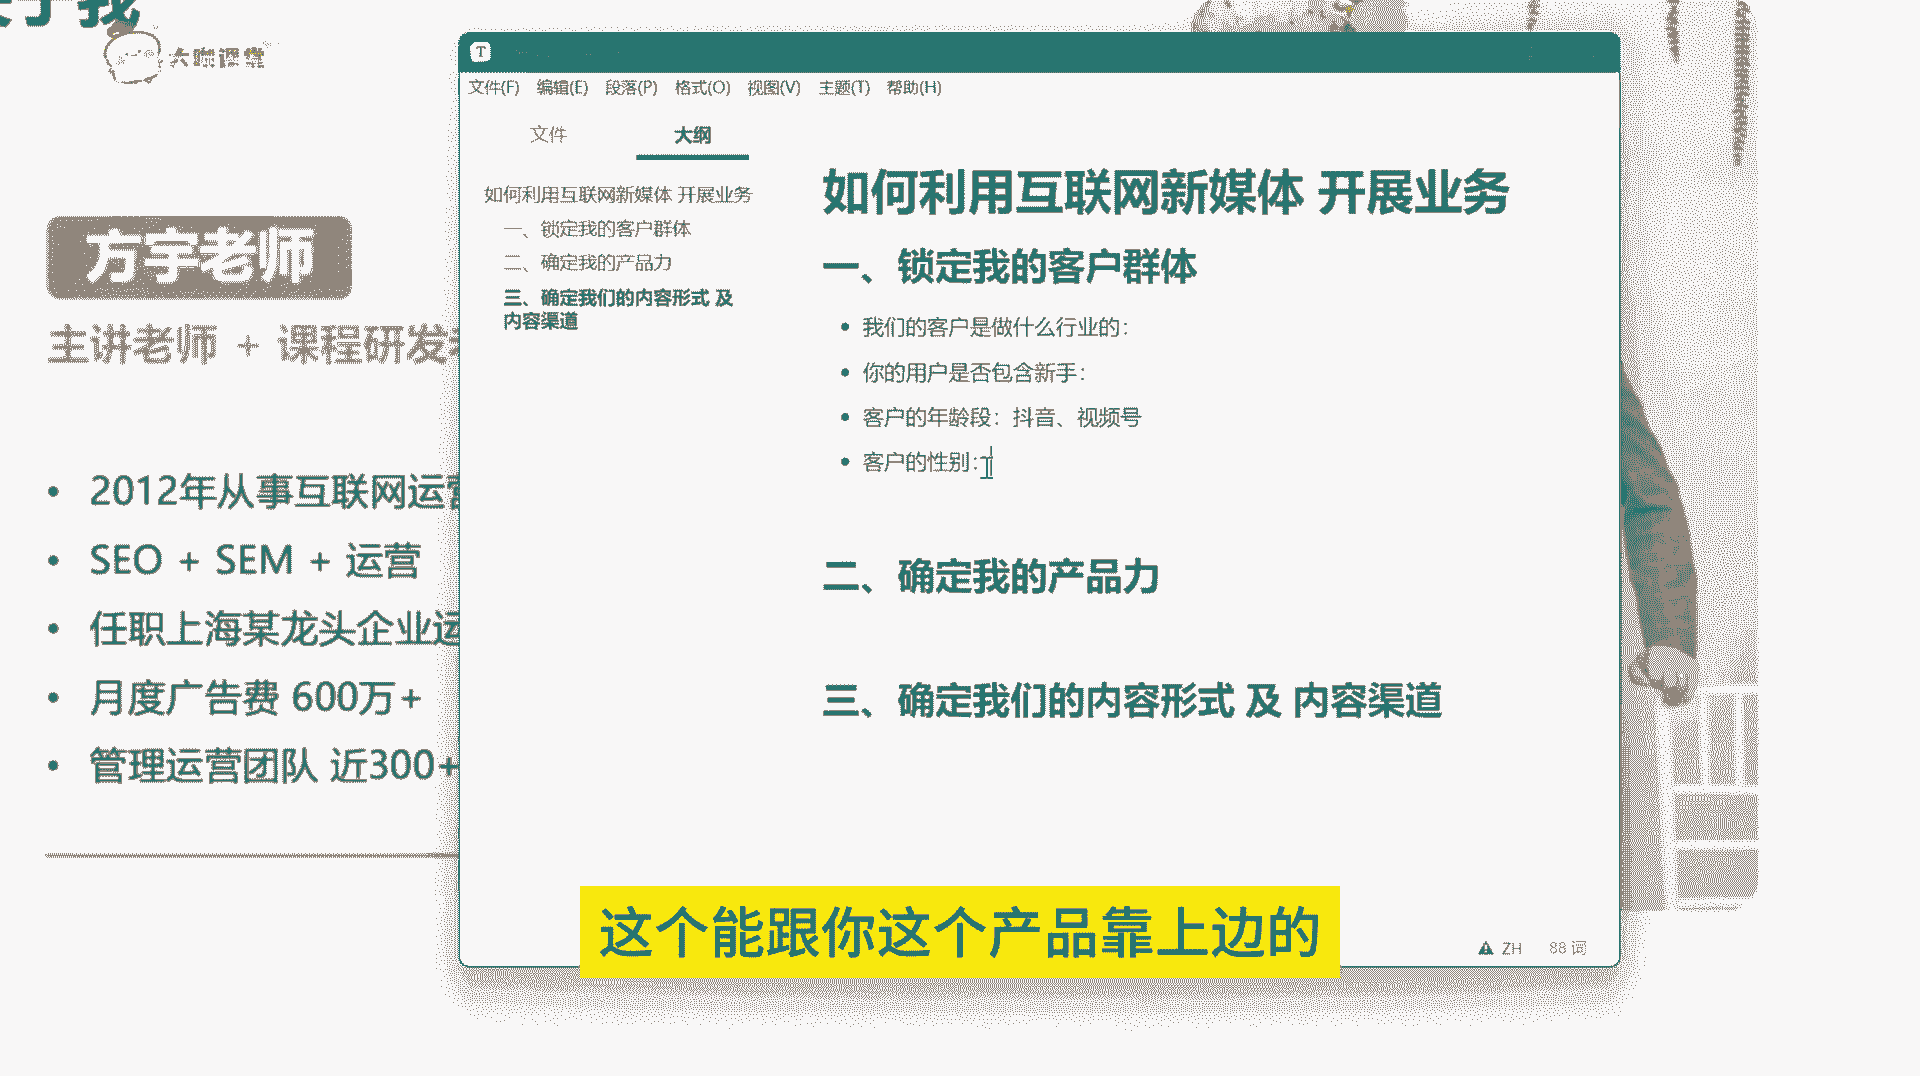 大咖课堂
方宇老师
主讲老师 + 课程研发
• 2012年从事互联网运营
• SEO + SEM + 运营
• 任职上海某龙头企业运
• 月度广告费 600万+
• 管理运营团队 近300+
T
文件(F) 编辑(E) 段落(P) 格式(O) 视图(V) 主题(T) 帮助(H)
文件 大纲
如何利用互联网新媒体 开展业务
一、锁定我的客户群体
二、确定我的产品力
三、确定我们的内容形式 及
内容渠道
如何利用互联网新媒体 开展业务
一、锁定我的客户群体
• 我们的客户是做什么行业的：
• 你的用户是否包含新手：
• 客户的年龄段：抖音、视频号
• 客户的性别：
二、确定我的产品力
三、确定我们的内容形式 及 内容渠道
ZH 88 词
这个能跟你这个产品靠上边的